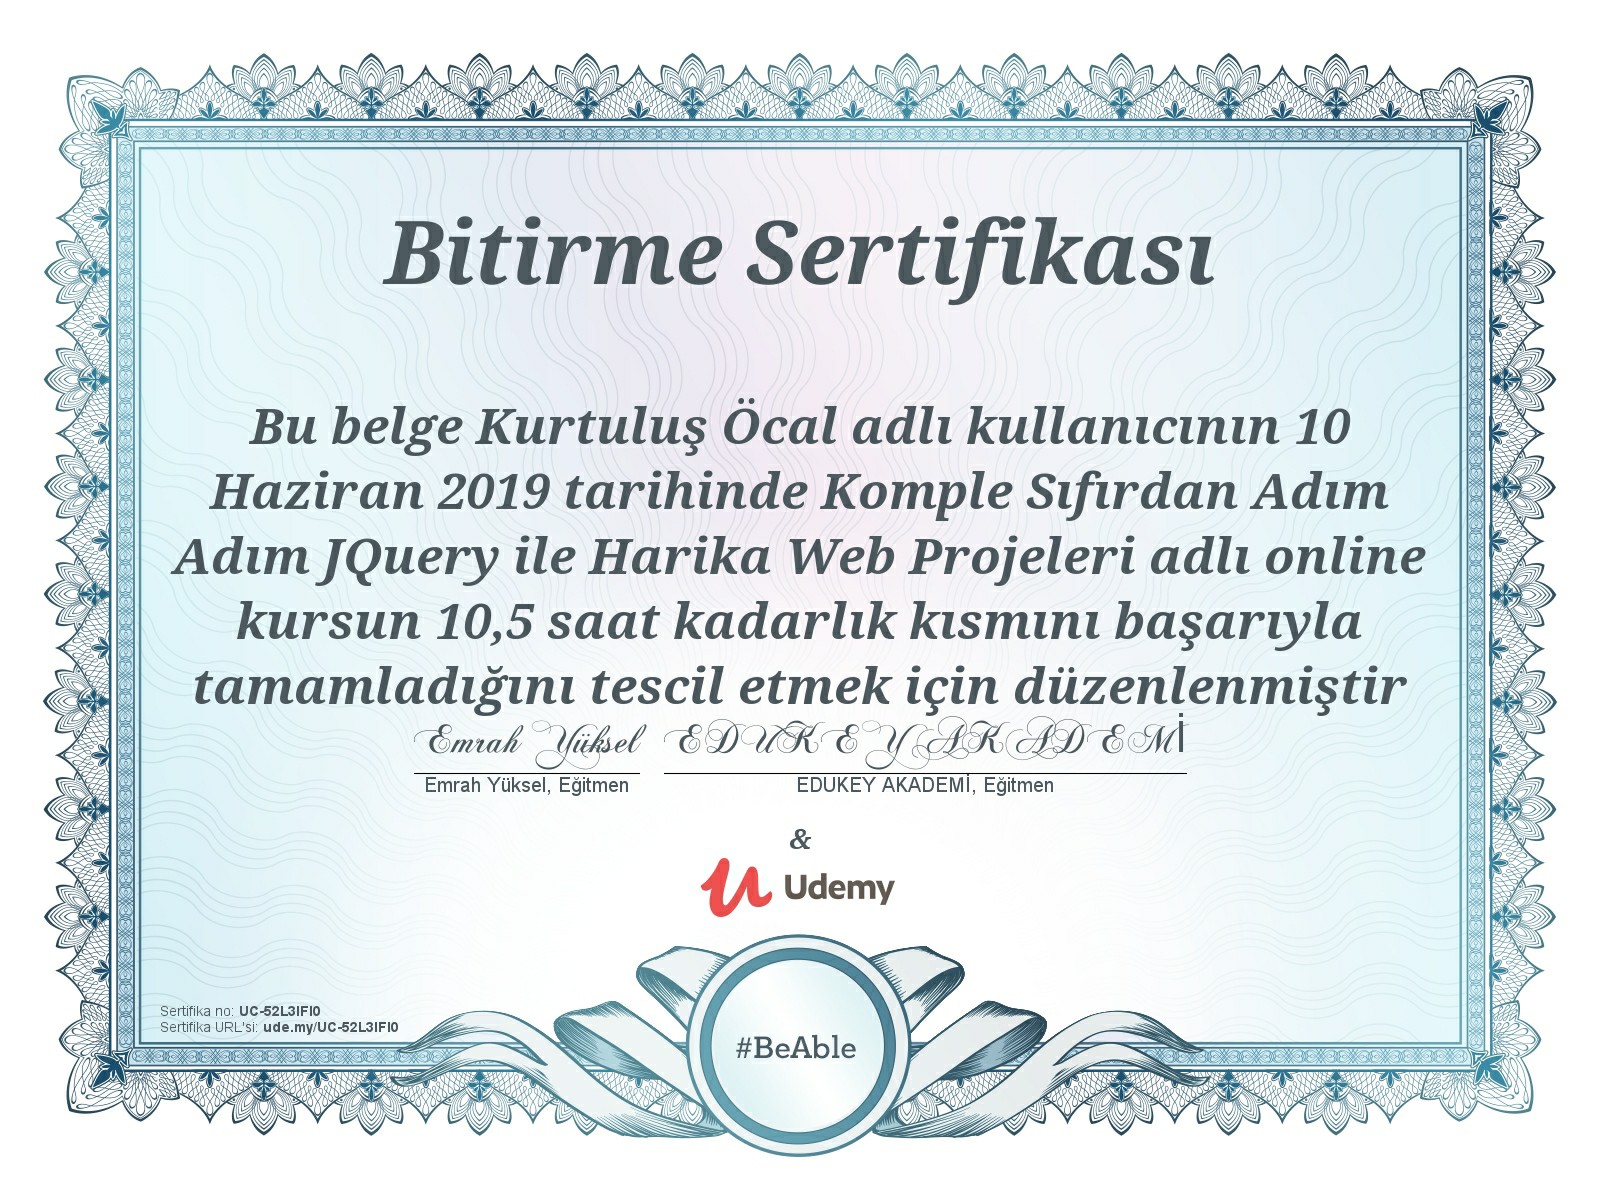 Bitirme Sertifikası
Bu belge Kurtuluş Öcal adlı kullanıcının 10
Haziran 2019 tarihinde Komple Sıfırdan Adım
Adım JQuery ile Harika Web Projeleri adlı online
kursun 10,5 saat kadarlık kısmını başarıyla
tamamladığını tescil etmek için düzenlenmiştir
Emrah Yüksel EDUKEY AKADEMİ
Emrah Yüksel, Eğitmen EDUKEY AKADEMİ, Eğitmen
&
Udemy
Sertifika no: UC-52L3IFI0
Sertifika URL'si: ude.my/UC-52L3IFI0
#BeAble